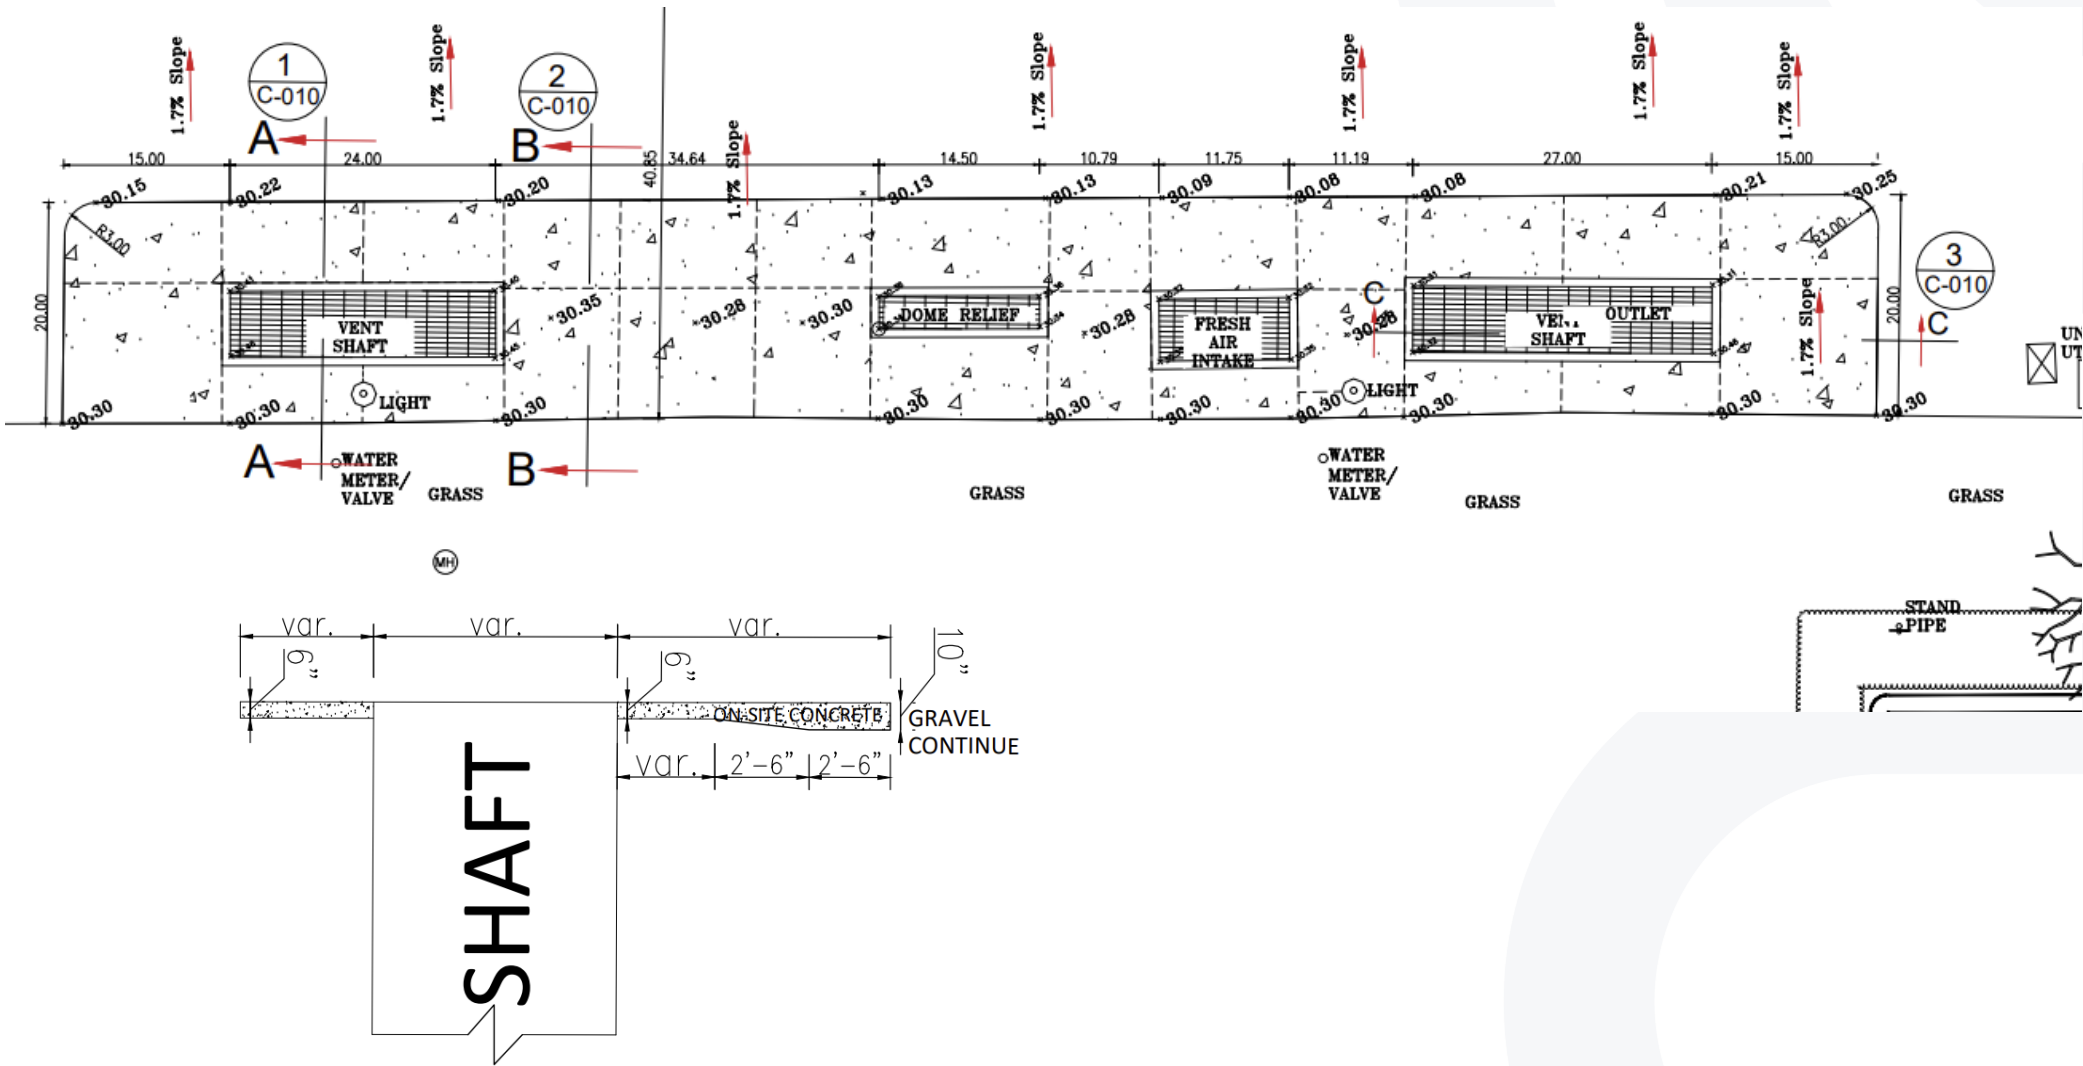 1.7% Slope
1.7% Slope
1.7% Slope
1.7% Slope
1.7% Slope
1.7% Slope
1.7% Slope
1
C-010
2
C-010
A
B
15.00
24.00
40.85
34.64
14.50
10.79
11.75
11.19
27.00
15.00
30.15
30.22
30.20
30.13
30.13
30.09
30.08
30.08
30.21
30.25
R3.00
R3.00
20.00
20.00
3
C-010
C
C
1.7% Slope
VENT
SHAFT
30.35
30.28
30.30
DOME RELIEF
30.28
FRESH
AIR
INTAKE
30.28
OUTLET
SHAFT
LIGHT
LIGHT
30.30
30.30
30.30
30.30
30.30
30.30
30.30
30.30
30.30
30.30
UN
UT
A
B
WATER
METER/
VALVE
GRASS
GRASS
WATER
METER/
VALVE
GRASS
GRASS
MH
STAND
PIPE
var.
var.
var.
6"
6"
10"
ON-SITE CONCRETE
GRAVEL
CONTINUE
var.
2'-6"
2'-6"
SHAFT